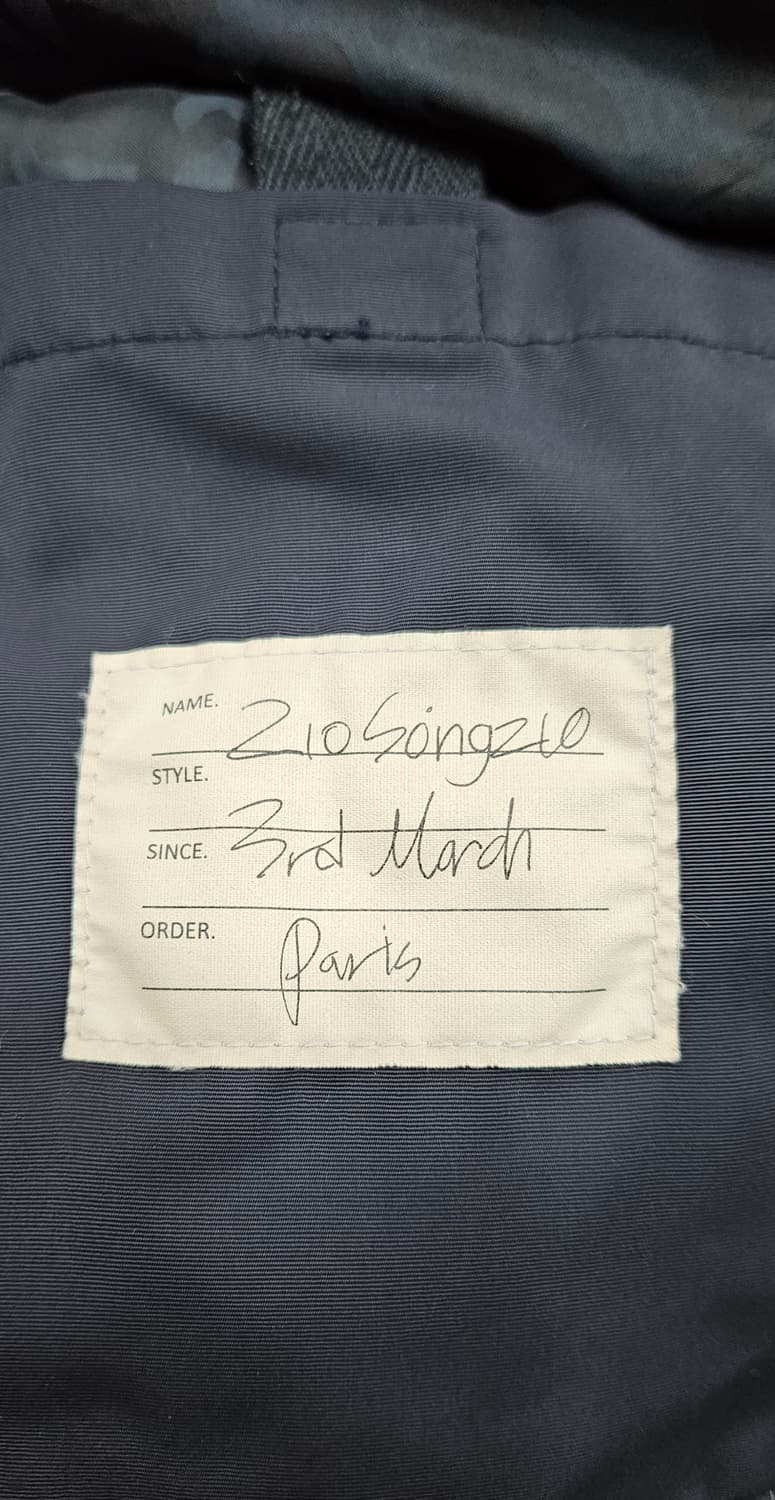 NAME. ZioSongzio
STYLE.
SINCE. 3rd March
ORDER. Paris